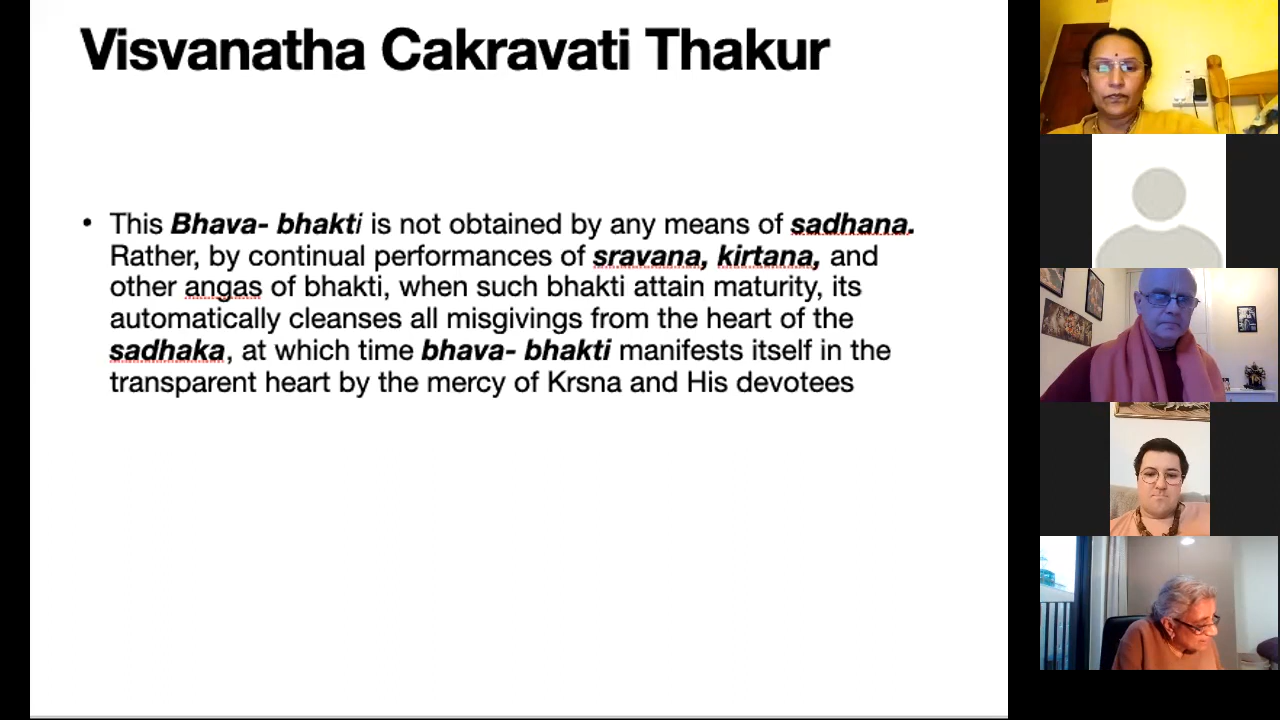 Visvanatha Cakravati Thakur
• This Bhava- bhakti is not obtained by any means of sadhana.
Rather, by continual performances of sravana, kirtana, and
other angas of bhakti, when such bhakti attain maturity, its
automatically cleanses all misgivings from the heart of the
sadhaka, at which time bhava- bhakti manifests itself in the
transparent heart by the mercy of Krsna and His devotees